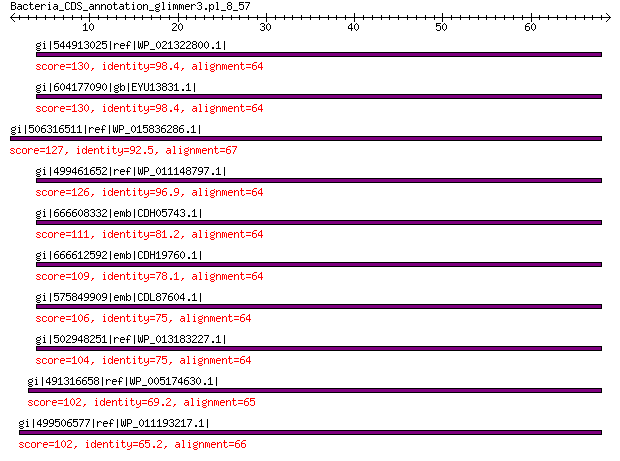 Bacteria_CDS_annotation_glimmer3.pl_8_57
10 20 30 40 50 60
gi|544913025|ref|WP_021322800.1|
score=130, identity=98.4, alignment=64
gi|604177090|gb|EYU13831.1|
score=130, identity=98.4, alignment=64
gi|506316511|ref|WP_015836286.1|
score=127, identity=92.5, alignment=67
gi|499461652|ref|WP_011148797.1|
score=126, identity=96.9, alignment=64
gi|666608332|emb|CDH05743.1|
score=111, identity=81.2, alignment=64
gi|666612592|emb|CDH19760.1|
score=109, identity=78.1, alignment=64
gi|575849909|emb|CDL87604.1|
score=106, identity=75, alignment=64
gi|502948251|ref|WP_013183227.1|
score=104, identity=75, alignment=64
gi|491316658|ref|WP_005174630.1|
score=102, identity=69.2, alignment=65
gi|499506577|ref|WP_011193217.1|
score=102, identity=65.2, alignment=66